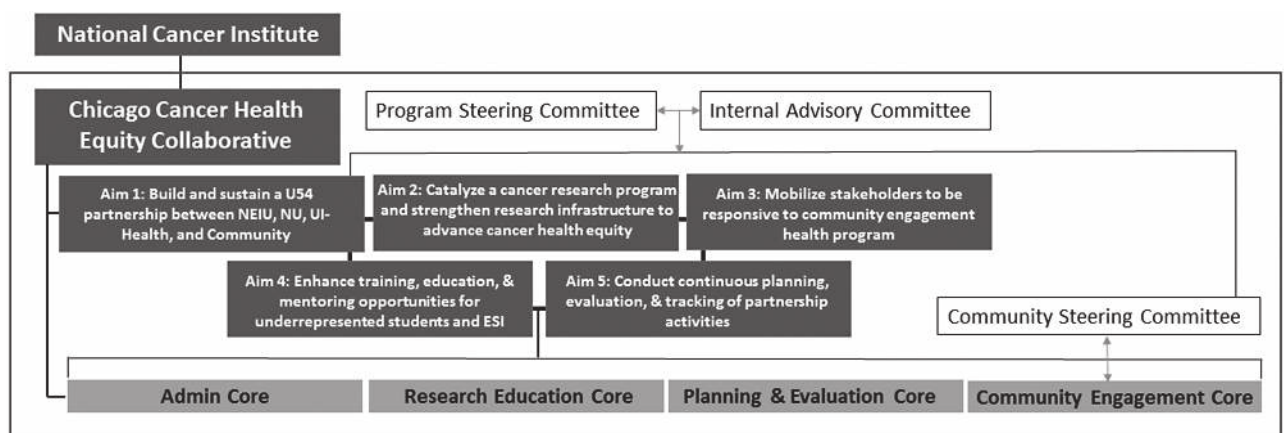 National Cancer Institute
Chicago Cancer Health
Equity Collaborative
Program Steering Committee
Internal Advisory Committee
Aim 1: Build and sustain a U54
partnership between NEIU, NU, UI-
Health, and Community
Aim 2: Catalyze a cancer research program
and strengthen research infrastructure to
advance cancer health equity
Aim 3: Mobilize stakeholders to be
responsive to community engagement
health program
Aim 4: Enhance training, education, &
mentoring opportunities for
underrepresented students and ESI
Aim 5: Conduct continuous planning,
evaluation, & tracking of partnership
activities
Community Steering Committee
Admin Core
Research Education Core
Planning & Evaluation Core
Community Engagement Core